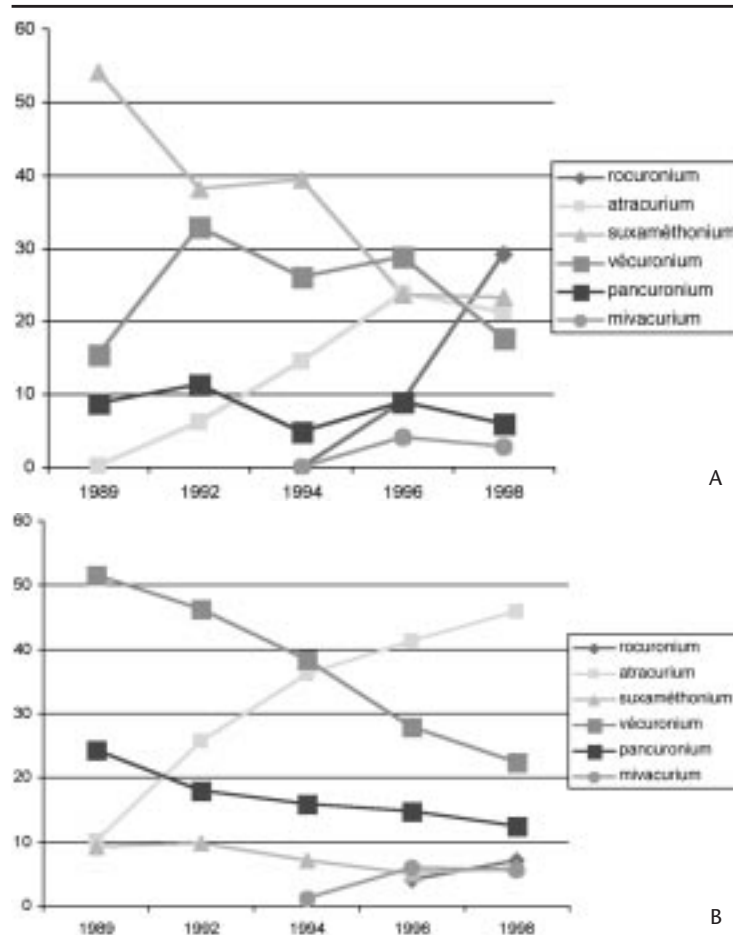 60
50
40
30
20
10
0
1989 1992 1994 1996 1998
rocuronium
atracurium
suxaméthonium
vécuronium
pancuronium
mivacurium
A
60
50
40
30
20
10
0
1989 1992 1994 1996 1998
rocuronium
atracurium
suxaméthonium
vécuronium
pancuronium
mivacurium
B